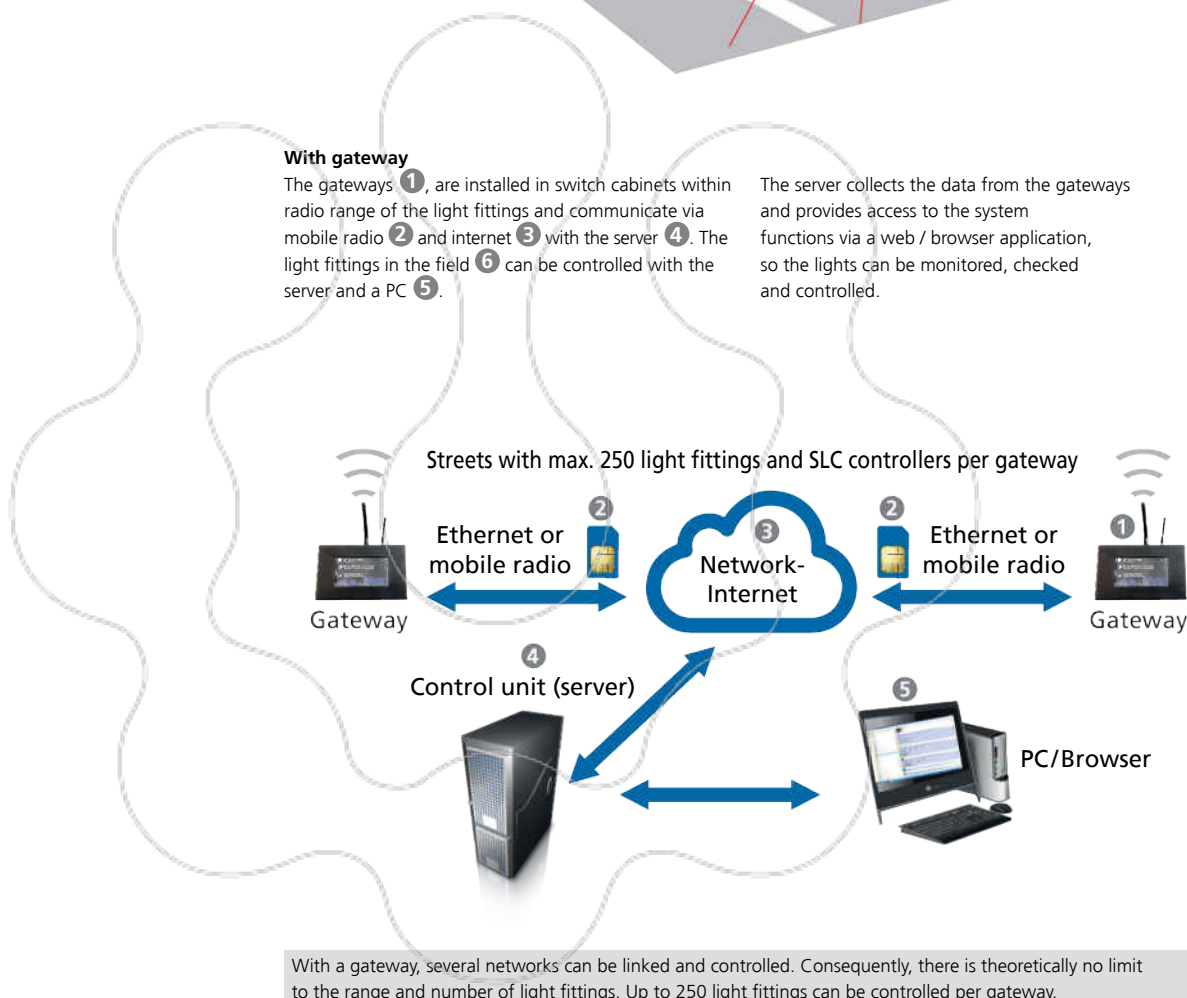 With gateway
The gateways 1, are installed in switch cabinets within
radio range of the light fittings and communicate via
mobile radio 2 and internet 3 with the server 4. The
light fittings in the field 6 can be controlled with the
server and a PC 5.
The server collects the data from the gateways
and provides access to the system
functions via a web / browser application,
so the lights can be monitored, checked
and controlled.
Streets with max. 250 light fittings and SLC controllers per gateway
2
Ethernet or
mobile radio
Gateway
3
Network-
Internet
2
Ethernet or
mobile radio
1
Gateway
4
Control unit (server)
5
PC/Browser
With a gateway, several networks can be linked and controlled. Consequently, there is theoretically no limit
to the range and number of light fittings. Up to 250 light fittings can be controlled per gateway.